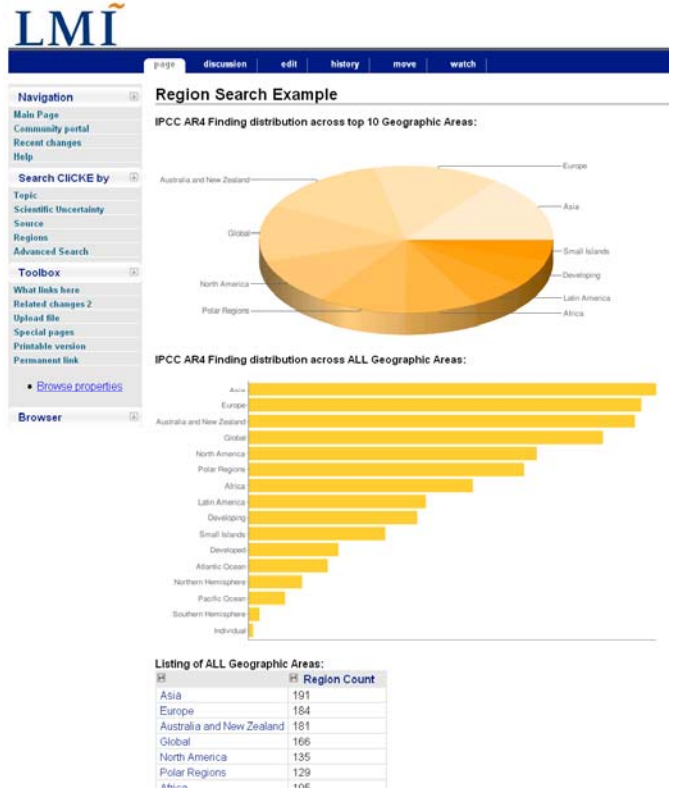 LMI
page discussion edit history move watch
Navigation
Main Page
Community portal
Recent changes
Help
Search CliCKE by
Topic
Scientific Uncertainty
Source
Regions
Advanced Search
Toolbox
What links here
Related changes 2
Upload file
Special pages
Printable version
Permanent link
Browse properties
Browser
Region Search Example
IPCC AR4 Finding distribution across top 10 Geographic Areas:
Europe
Australia and New Zealand
Asia
Global
Small Islands
Developing
North America
Latin America
Polar Regions
Africa
IPCC AR4 Finding distribution across ALL Geographic Areas:
Asia
Europe
Australia and New Zealand
Global
North America
Polar Regions
Africa
Latin America
Developing
Small Islands
Developed
Atlantic Ocean
Northern Hemisphere
Pacific Ocean
Southern Hemisphere
Individual
Listing of ALL Geographic Areas:
Region Count
Asia 191
Europe 184
Australia and New Zealand 181
Global 166
North America 135
Polar Regions 129
Africa 105